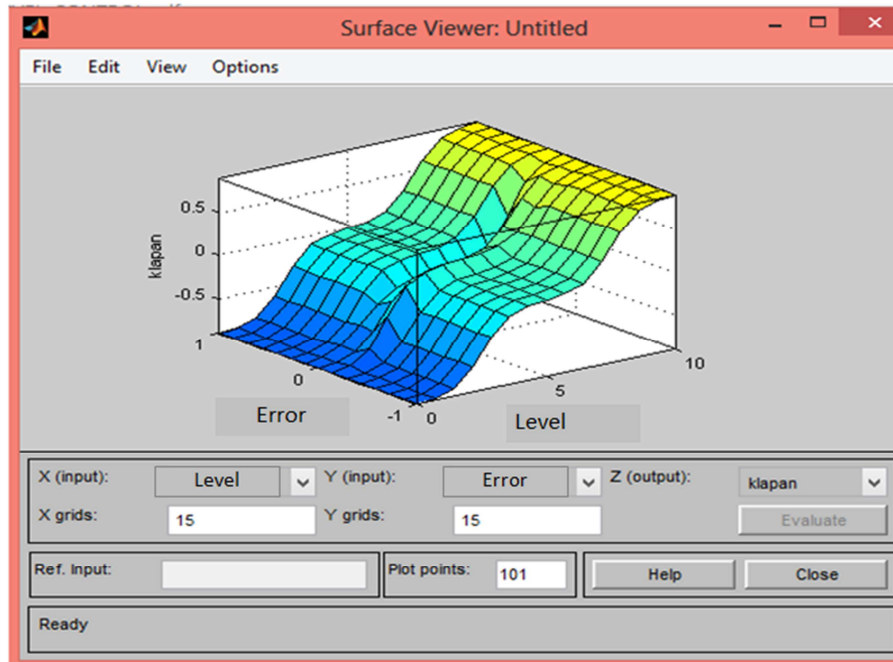 Surface Viewer: Untitled
File Edit View Options
klapan
0.5
0
-0.5
1
0
-1
0
5
10
Error
Level
X (input): Level Y (input): Error Z (output): klapan
X grids: 15 Y grids: 15 Evaluate
Ref. Input: Plot points: 101 Help Close
Ready